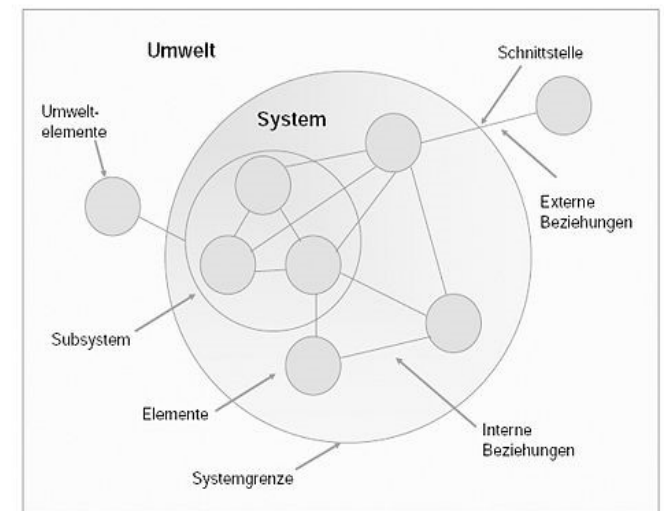 Umwelt
Schnittstelle
Umwelt-
elemente
System
Externe
Beziehungen
Subsystem
Elemente
Interne
Beziehungen
Systemgrenze